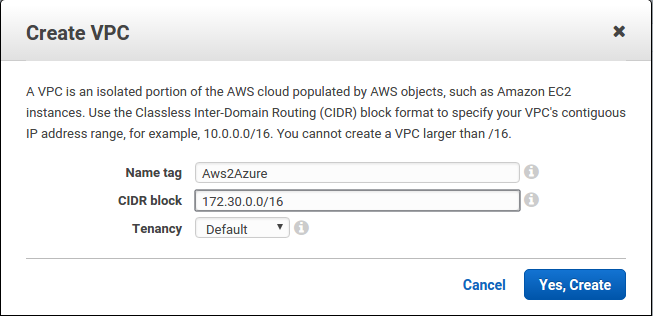 Create VPC
A VPC is an isolated portion of the AWS cloud populated by AWS objects, such as Amazon EC2
instances. Use the Classless Inter-Domain Routing (CIDR) block format to specify your VPC's contiguous
IP address range, for example, 10.0.0.0/16. You cannot create a VPC larger than /16.
Name tag Aws2Azure
CIDR block 172.30.0.0/16
Tenancy Default
Cancel Yes, Create